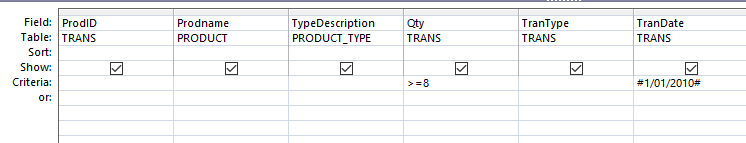 Field: ProdID Prodname TypeDescription Qty TranType TranDate
Table: TRANS PRODUCT PRODUCT_TYPE TRANS TRANS TRANS
Sort:
Show:
Criteria: >=8 #1/01/2010#
or: